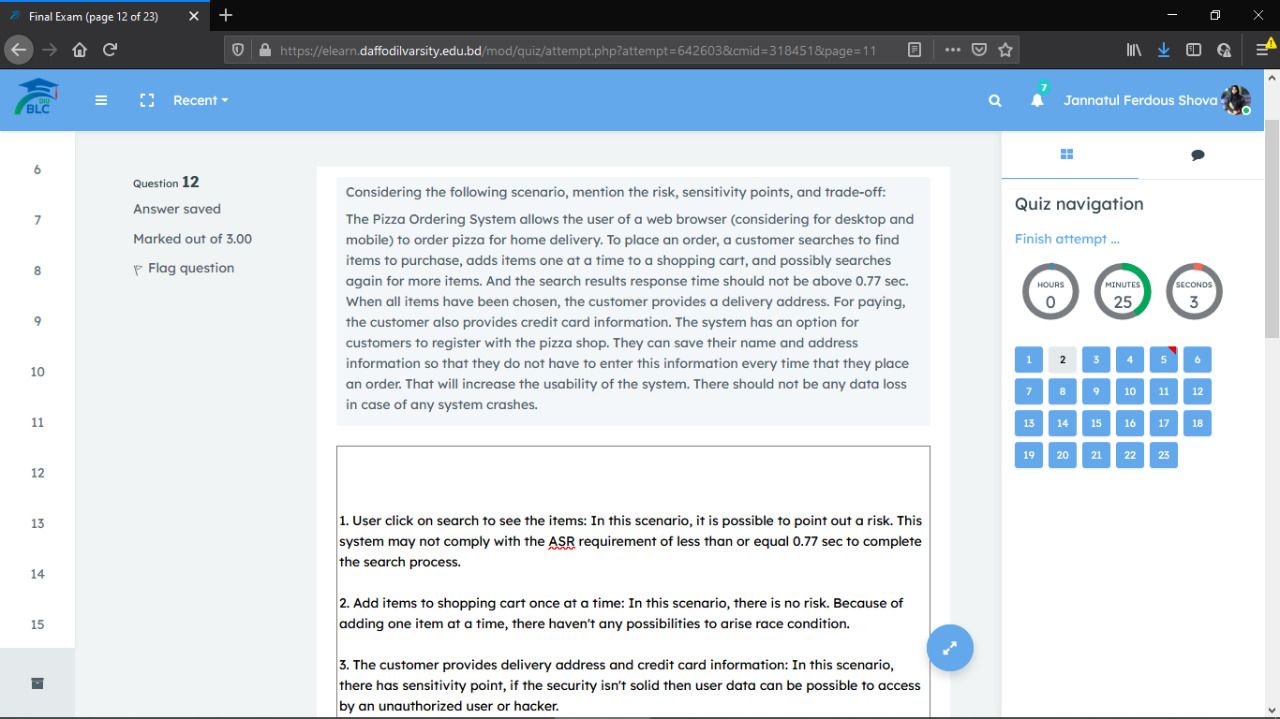 Final Exam (page 12 of 23)
https://elearn.daffodilvarsity.edu.bd/mod/quiz/attempt.php?attempt=642603&cmid=318451&page=11
DIU
BLC
Recent
7
Jannatul Ferdous Shova
6
7
8
9
10
11
12
13
14
15
Question 12
Answer saved
Marked out of 3.00
Flag question
Considering the following scenario, mention the risk, sensitivity points, and trade-off:
The Pizza Ordering System allows the user of a web browser (considering for desktop and
mobile) to order pizza for home delivery. To place an order, a customer searches to find
items to purchase, adds items one at a time to a shopping cart, and possibly searches
again for more items. And the search results response time should not be above 0.77 sec.
When all items have been chosen, the customer provides a delivery address. For paying,
the customer also provides credit card information. The system has an option for
customers to register with the pizza shop. They can save their name and address
information so that they do not have to enter this information every time that they place
an order. That will increase the usability of the system. There should not be any data loss
in case of any system crashes.
1. User click on search to see the items: In this scenario, it is possible to point out a risk. This
system may not comply with the ASR requirement of less than or equal 0.77 sec to complete
the search process.
2. Add items to shopping cart once at a time: In this scenario, there is no risk. Because of
adding one item at a time, there haven't any possibilities to arise race condition.
3. The customer provides delivery address and credit card information: In this scenario,
there has sensitivity point, if the security isn't solid then user data can be possible to access
by an unauthorized user or hacker.
Quiz navigation
Finish attempt ...
HOURS
0
MINUTES
25
SECONDS
3
1 2 3 4 5 6
7 8 9 10 11 12
13 14 15 16 17 18
19 20 21 22 23